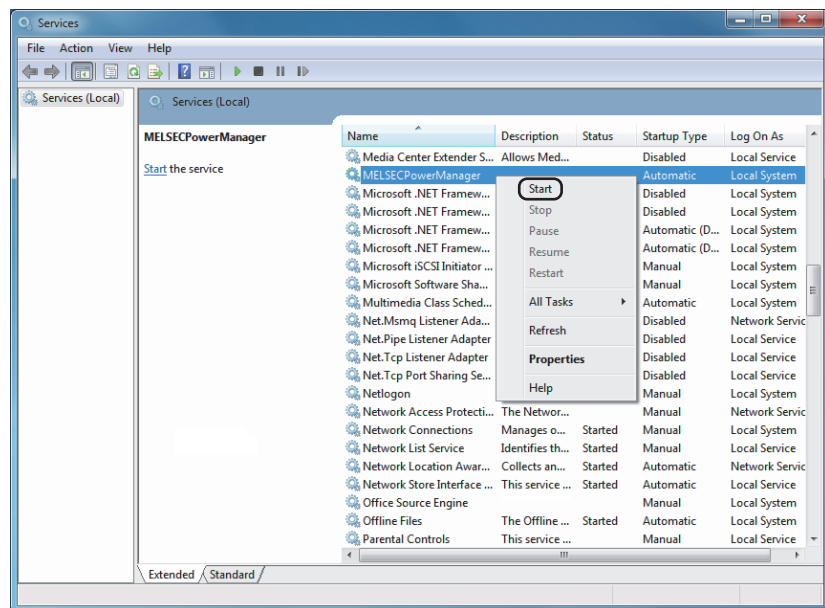 Services
File Action View Help
Services (Local)
Services (Local)
MELSECPowerManager
Start the service
Name Description Status Startup Type Log On As
Media Center Extender S... Allows Med... Disabled Local Service
MELSECPowerManager Automatic Local System
Microsoft .NET Framew... Disabled Local System
Microsoft .NET Framew... Disabled Local System
Microsoft .NET Framew... Automatic (D... Local System
Microsoft .NET Framew... Automatic (D... Local System
Microsoft iSCSI Initiator ... Manual Local System
Microsoft Software Sha... Manual Local System
Multimedia Class Sched... Automatic Local System
Net.Msmq Listener Ada... Disabled Network Servic
Net.Pipe Listener Adapter Disabled Local Service
Net.Tcp Listener Adapter Disabled Local Service
Net.Tcp Port Sharing Se... Disabled Local Service
Netlogon Manual Local System
Network Access Protecti... The Networ... Manual Network Servic
Network Connections Manages o... Started Manual Local System
Network List Service Identifies th... Started Manual Local Service
Network Location Awar... Collects an... Started Automatic Network Servic
Network Store Interface ... This service ... Started Automatic Local Service
Office Source Engine Manual Local System
Offline Files The Offline ... Started Automatic Local System
Parental Controls This service ... Manual Local Service
Start
Stop
Pause
Resume
Restart
All Tasks
Refresh
Properties
Help
Extended Standard